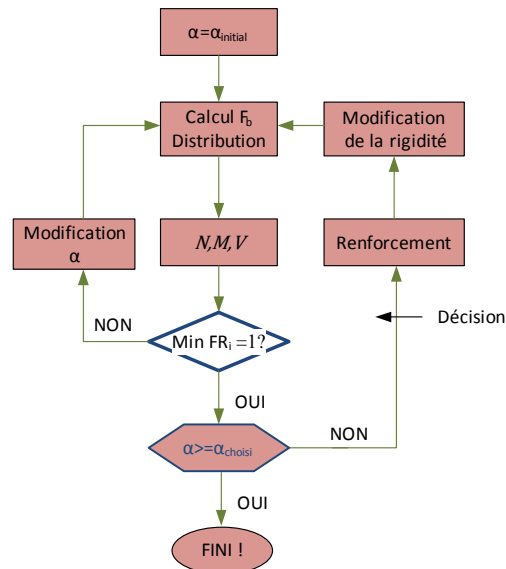 α=αinitial
Calcul Fb
Distribution
Modification
de la rigidité
Modification
α
N,M,V
Renforcement
Décision
NON
Min FRi =1?
OUI
α>=αchoisi
NON
OUI
FINI !